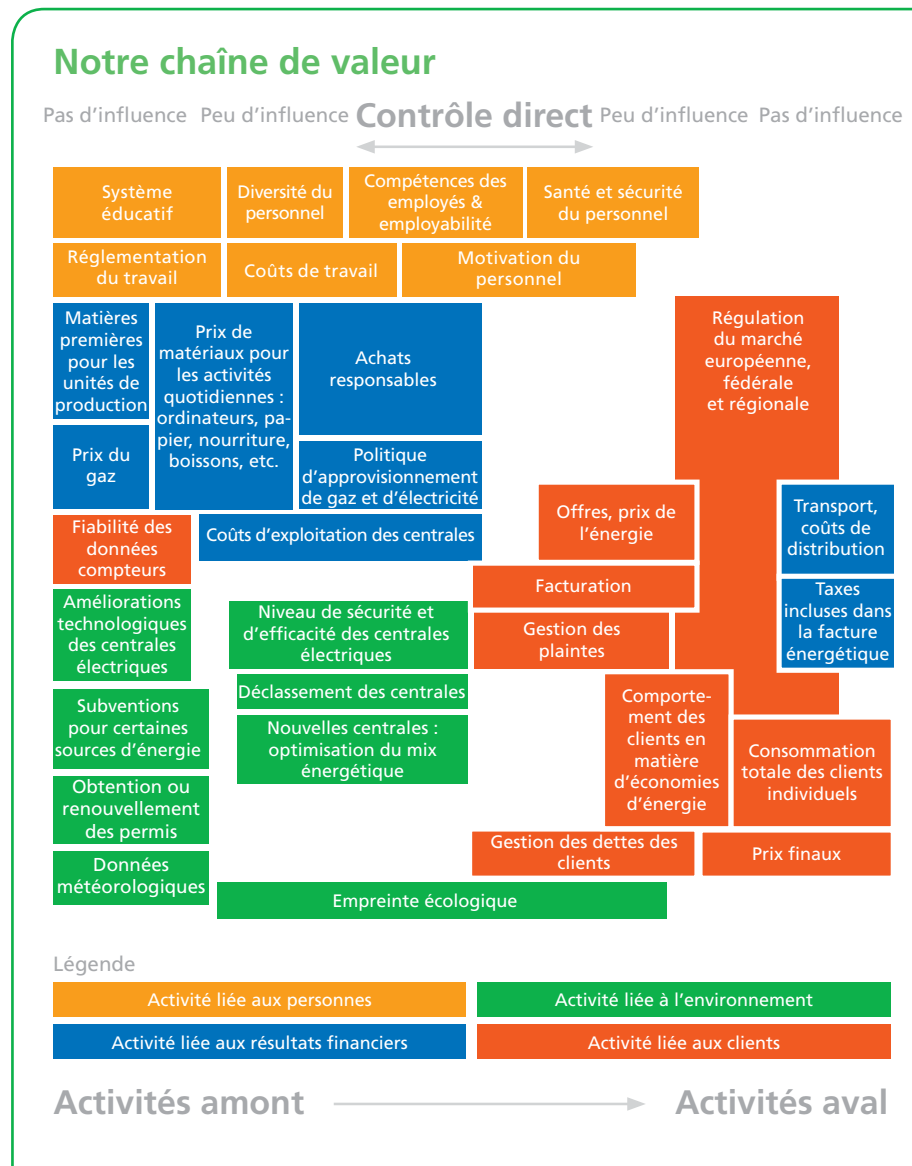 Notre chaîne de valeur
Pas d'influence
Peu d'influence
Contrôle direct
Peu d'influence
Pas d'influence
Système
éducatif
Diversité du
personnel
Compétences des
employés &
employabilité
Santé et sécurité
du personnel
Réglementation
du travail
Coûts de travail
Motivation du
personnel
Matières
premières
pour les
unités de
production
Prix de
matériaux pour
les activités
quotidiennes :
ordinateurs, pa-
pier, nourriture,
boissons, etc.
Achats
responsables
Régulation
du marché
européenne,
fédérale
et régionale
Prix du
gaz
Politique
d'approvisionnement
de gaz et d'électricité
Offres, prix de
l'énergie
Transport,
coûts de
distribution
Fiabilité des
données
compteurs
Coûts d'exploitation des centrales
Facturation
Taxes
incluses dans
la facture
énergétique
Améliorations
technologiques
des centrales
électriques
Niveau de sécurité et
d'efficacité des centrales
électriques
Gestion des
plaintes
Déclassement des centrales
Comporte-
ment des
clients en
matière
d'économies
d'énergie
Subventions
pour certaines
sources d'énergie
Nouvelles centrales :
optimisation du mix
énergétique
Consommation
totale des clients
individuels
Obtention ou
renouvellement
des permis
Gestion des dettes des
clients
Prix finaux
Données
météorologiques
Empreinte écologique
Légende
Activité liée aux personnes
Activité liée à l'environnement
Activité liée aux résultats financiers
Activité liée aux clients
Activités amont
Activités aval